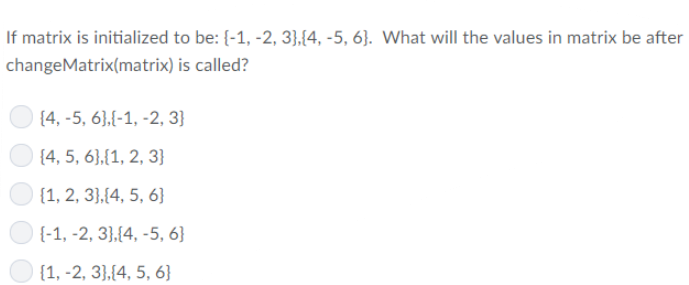 If matrix is initialized to be: {-1, -2, 3},{4, -5, 6}. What will the values in matrix be after
changeMatrix(matrix) is called?
{4, -5, 6},{-1, -2, 3}
{4, 5, 6},{1, 2, 3}
{1, 2, 3},{4, 5, 6}
{-1, -2, 3},{4, -5, 6}
{1, -2, 3},{4, 5, 6}